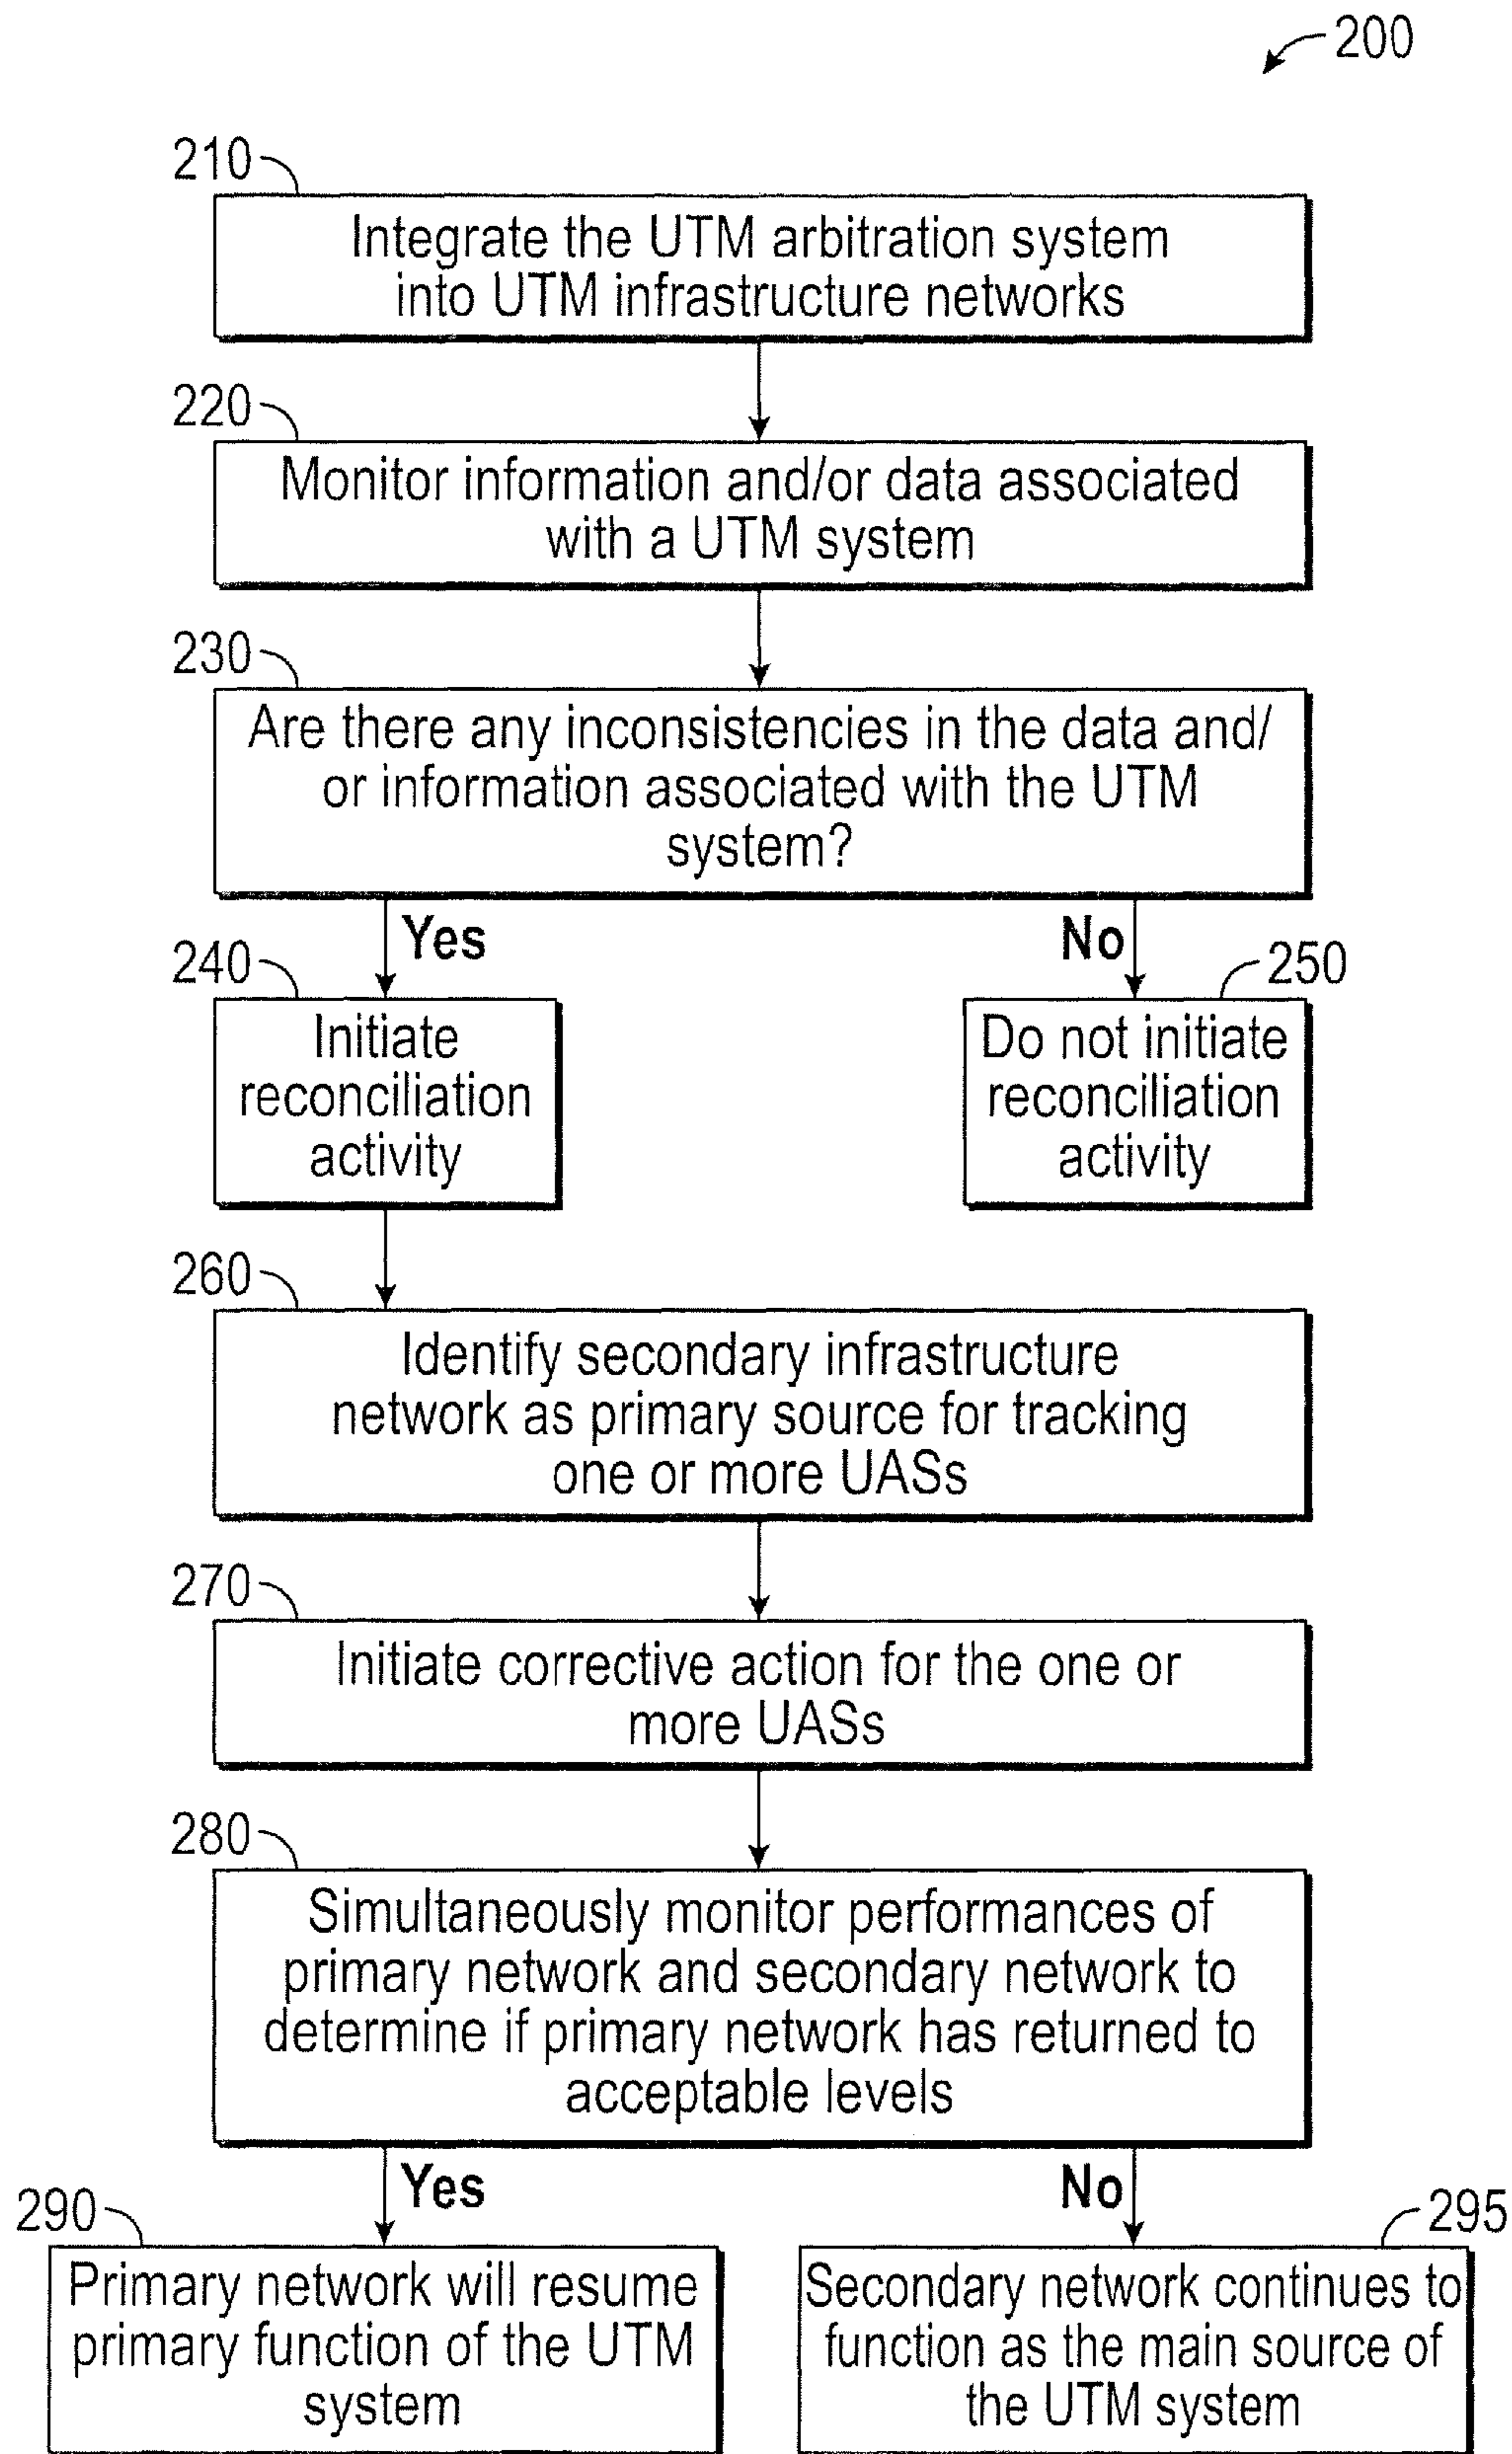 200
210
Integrate the UTM arbitration system
into UTM infrastructure networks
220
Monitor information and/or data associated
with a UTM system
230
Are there any inconsistencies in the data and/
or information associated with the UTM
system?
Yes
No
240
250
Initiate
reconciliation
activity
Do not initiate
reconciliation
activity
260
Identify secondary infrastructure
network as primary source for tracking
one or more UASs
270
Initiate corrective action for the one or
more UASs
280
Simultaneously monitor performances of
primary network and secondary network to
determine if primary network has returned to
acceptable levels
Yes
No
290
295
Primary network will resume
primary function of the UTM
system
Secondary network continues to
function as the main source of
the UTM system